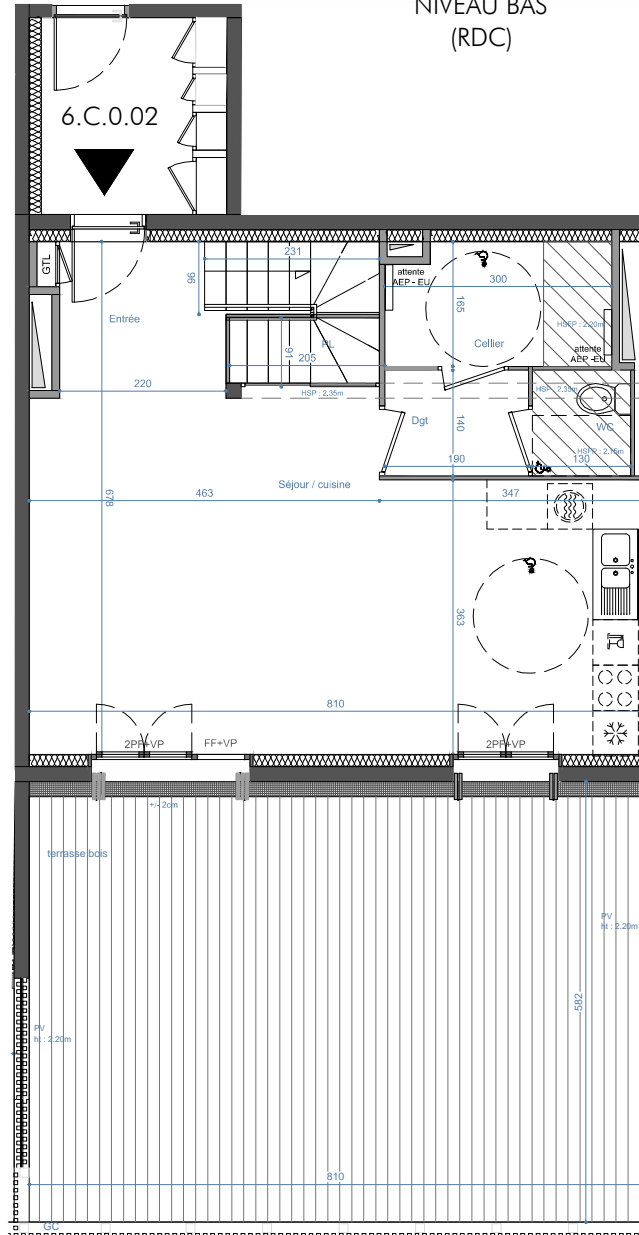 NIVEAU BAS
(RDC)
6.C.0.02
GTL
231
96
attente
AEP - EU
300
165
Entrée
HSFP : 2.20m
PL
91
205
Cellier
attente
AEP -EU
220
HSP : 2.35m
HSP : 2.35m
Dgt
140
WC
HSFP : 2.15m
190
130
Séjour / cuisine
463
347
678
363
810
2PF+VP
FF+VP
2PF+VP
+/- 2cm
terrasse bois
PV
ht : 2.20m
582
PV
ht : 2.20m
810
GC